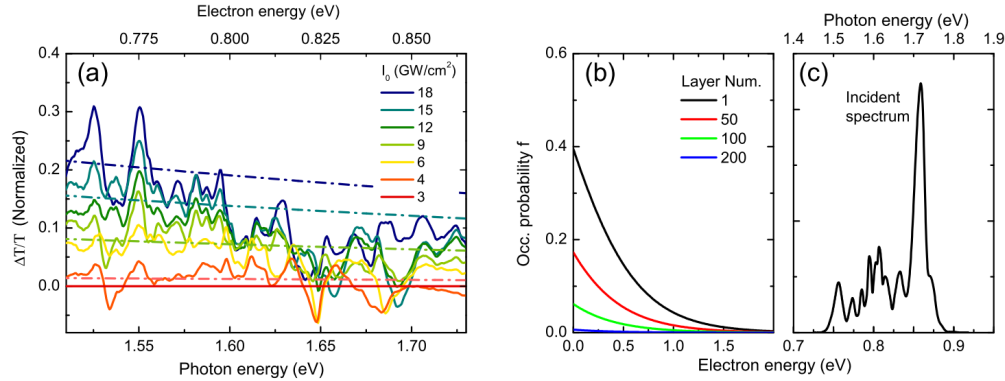 Electron energy (eV)
0.775 0.800 0.825 0.850
0.4
0.3
0.2
0.1
0.0
ΔT/T (Normalized)
(a)
I₀ (GW/cm²)
18
15
12
9
6
4
3
1.55 1.60 1.65 1.70
Photon energy (eV)
0.6
0.4
0.2
0.0
Occ. probability f
(b)
Layer Num.
1
50
100
200
0.0 0.5 1.0 1.5
Photon energy (eV)
1.4 1.5 1.6 1.7 1.8 1.9
(c)
Incident
spectrum
0.7 0.8 0.9
Electron energy (eV)